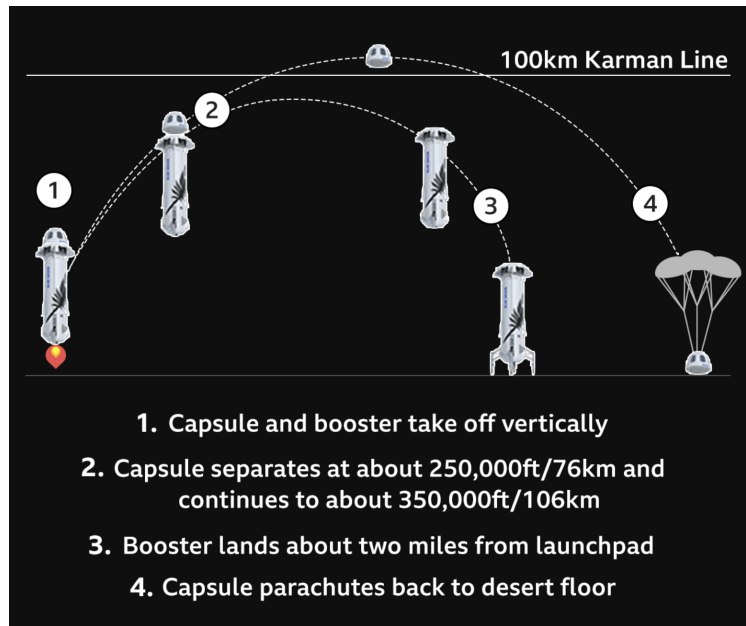 100km Karman Line
2
1
3
4
1. Capsule and booster take off vertically
2. Capsule separates at about 250,000ft/76km and
continues to about 350,000ft/106km
3. Booster lands about two miles from launchpad
4. Capsule parachutes back to desert floor